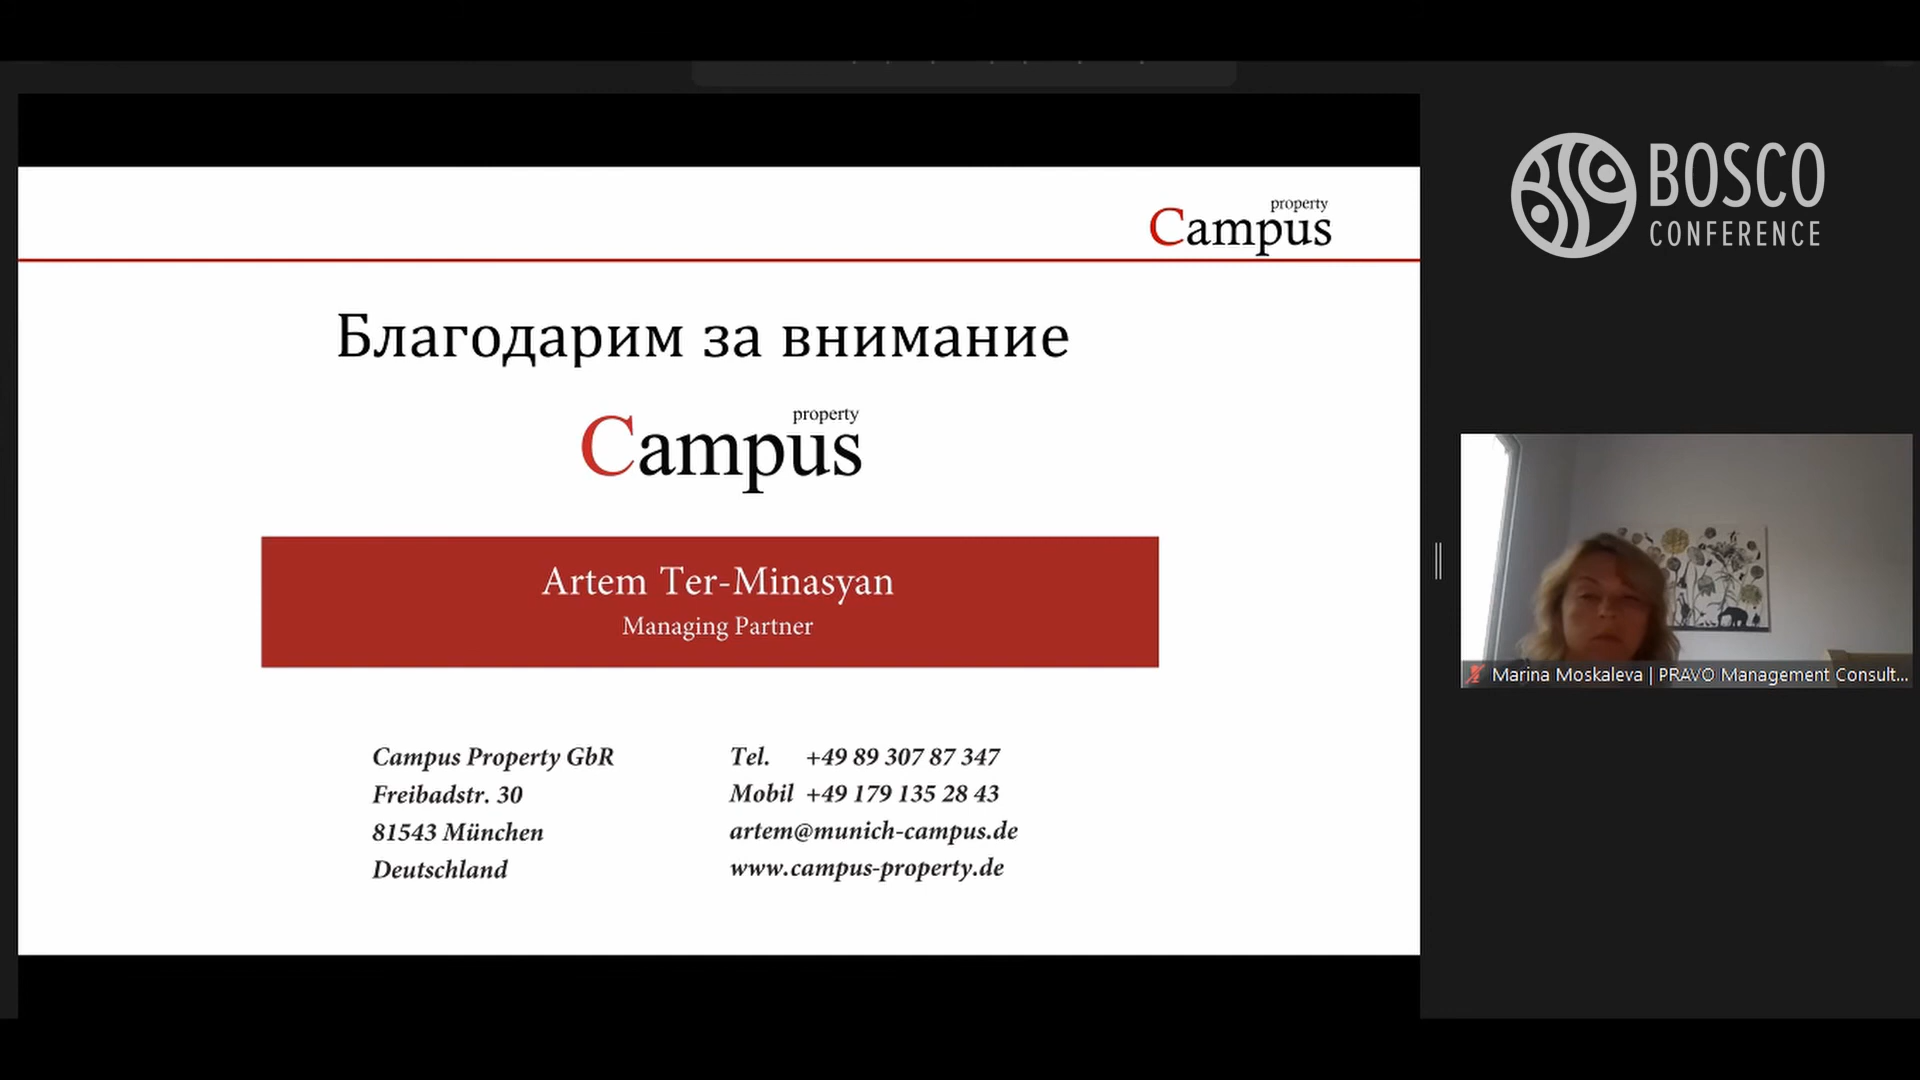 property
Campus
Благодарим за внимание
property
Campus
Artem Ter-Minasyan
Managing Partner
Campus Property GbR
Freibadstr. 30
81543 München
Deutschland
Tel. +49 89 307 87 347
Mobil +49 179 135 28 43
artem@munich-campus.de
www.campus-property.de
BOSCO
CONFERENCE
Marina Moskaleva | PRAVO Management Consult...